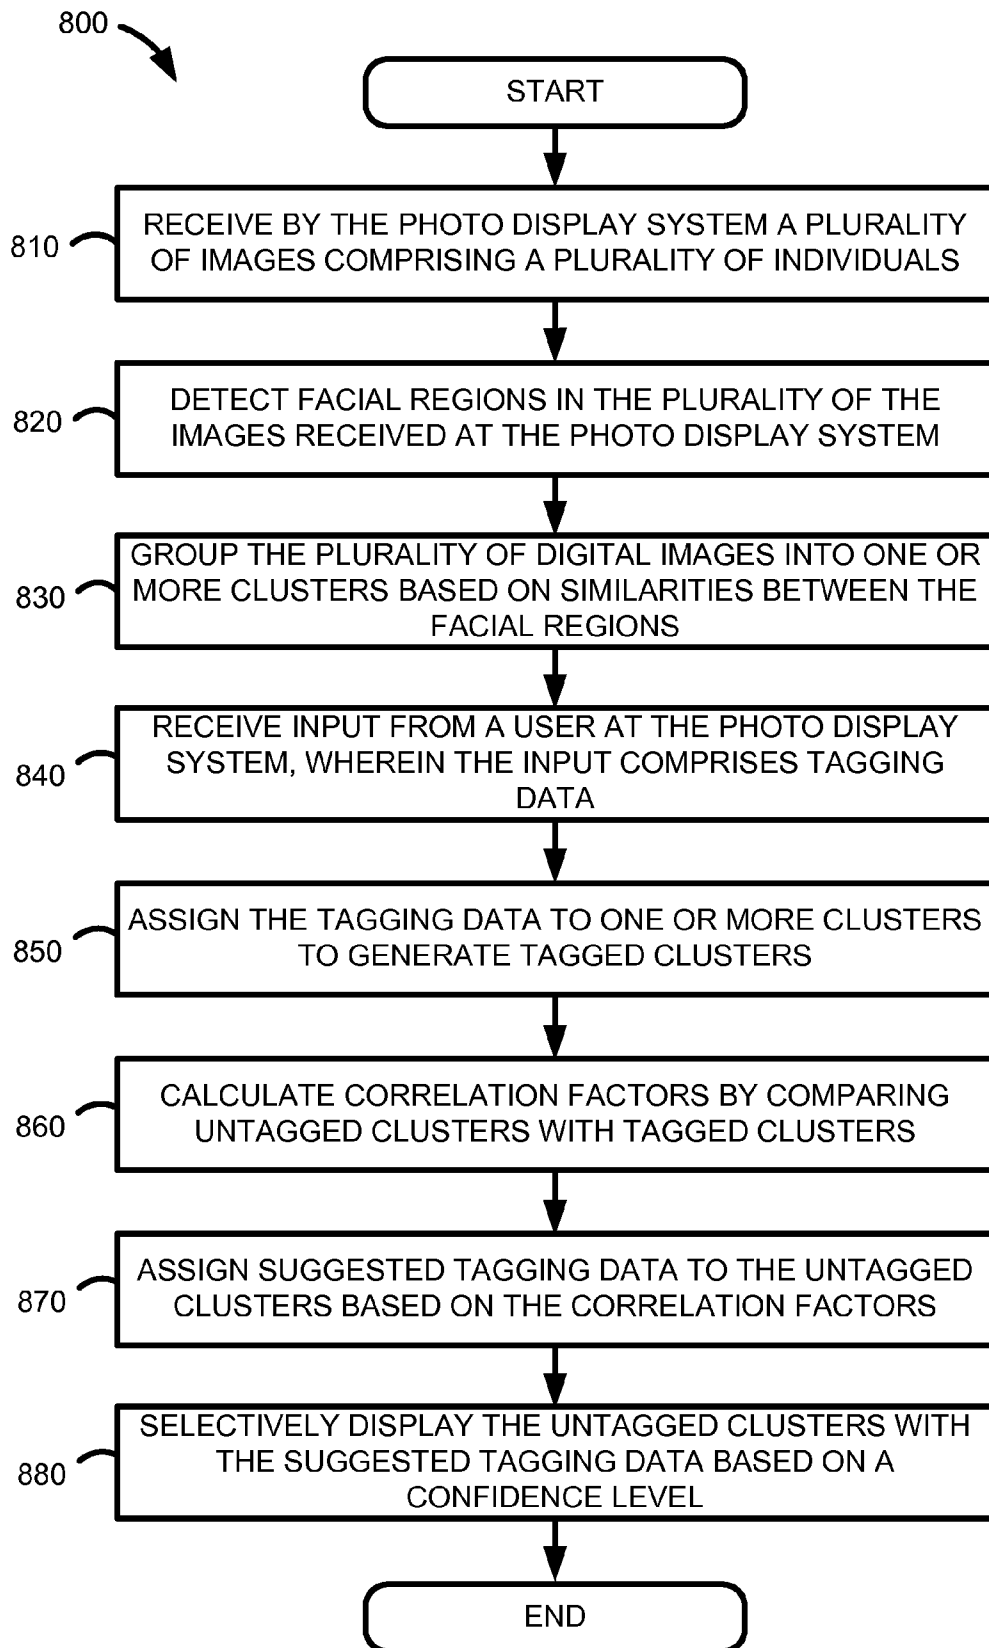 800
START
810
RECEIVE BY THE PHOTO DISPLAY SYSTEM A PLURALITY
OF IMAGES COMPRISING A PLURALITY OF INDIVIDUALS
820
DETECT FACIAL REGIONS IN THE PLURALITY OF THE
IMAGES RECEIVED AT THE PHOTO DISPLAY SYSTEM
830
GROUP THE PLURALITY OF DIGITAL IMAGES INTO ONE OR
MORE CLUSTERS BASED ON SIMILARITIES BETWEEN THE
FACIAL REGIONS
840
RECEIVE INPUT FROM A USER AT THE PHOTO DISPLAY
SYSTEM, WHEREIN THE INPUT COMPRISES TAGGING
DATA
850
ASSIGN THE TAGGING DATA TO ONE OR MORE CLUSTERS
TO GENERATE TAGGED CLUSTERS
860
CALCULATE CORRELATION FACTORS BY COMPARING
UNTAGGED CLUSTERS WITH TAGGED CLUSTERS
870
ASSIGN SUGGESTED TAGGING DATA TO THE UNTAGGED
CLUSTERS BASED ON THE CORRELATION FACTORS
880
SELECTIVELY DISPLAY THE UNTAGGED CLUSTERS WITH
THE SUGGESTED TAGGING DATA BASED ON A
CONFIDENCE LEVEL
END